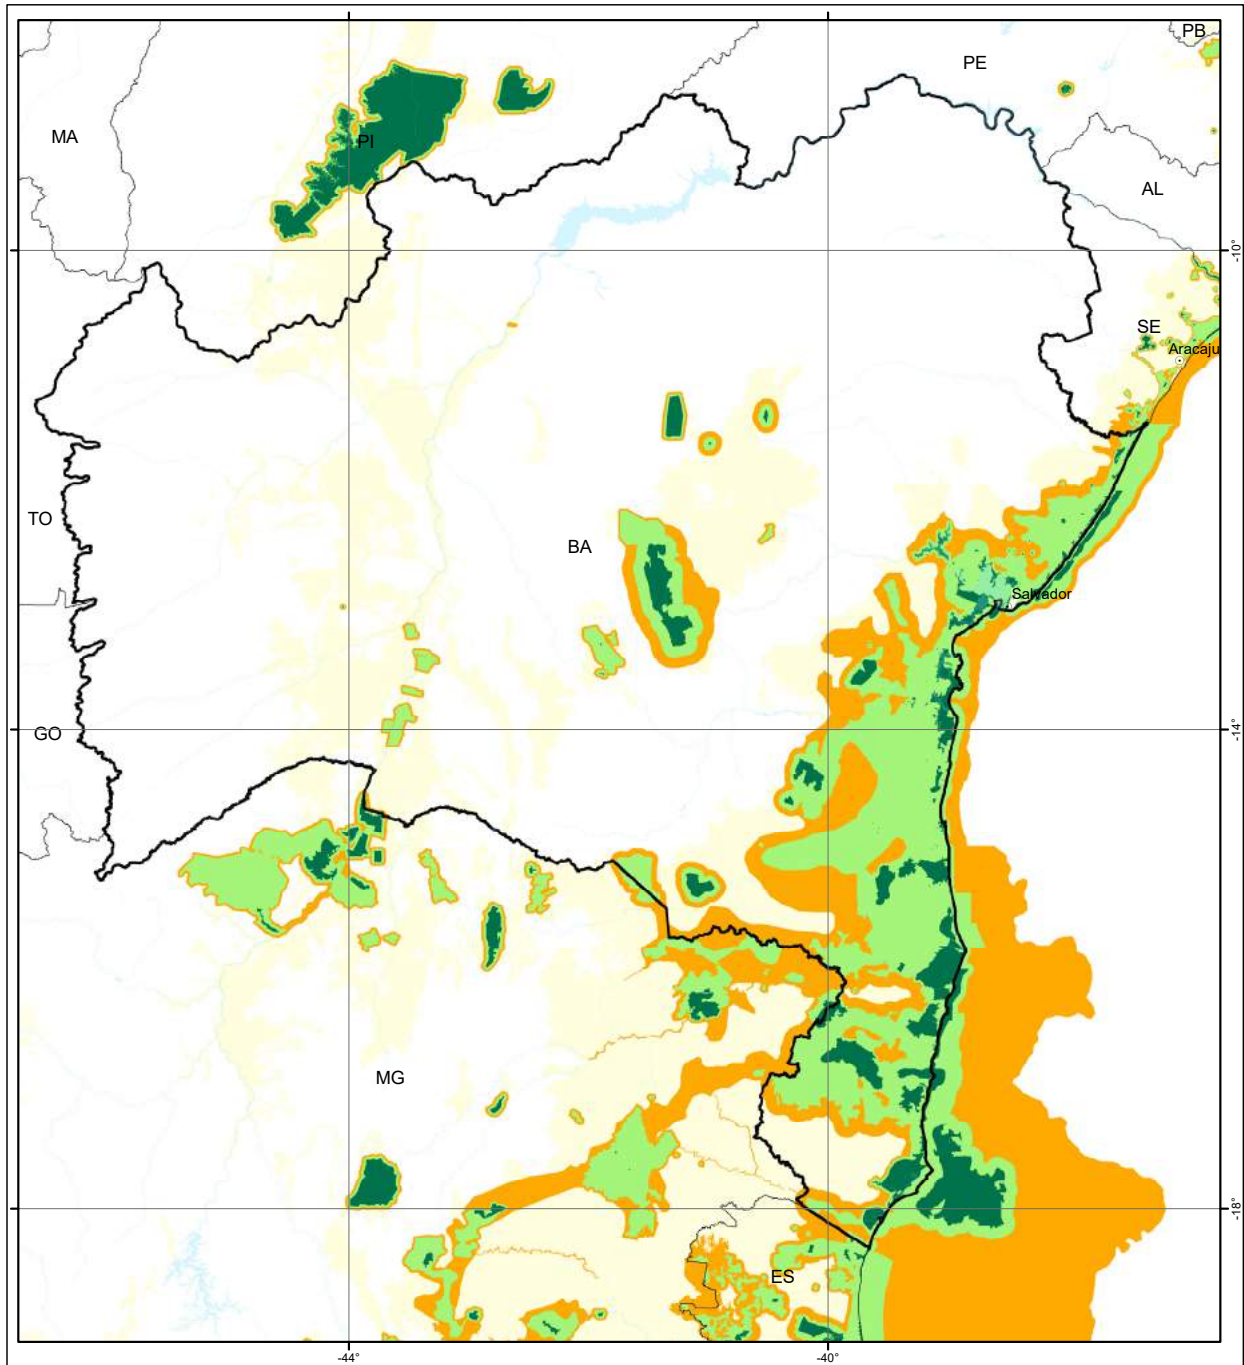 PB
PE
MA
PI
AL
-10°
SE
Aracaju
TO
BA
Salvador
GO
-14°
MG
-18°
ES
-44°
-40°